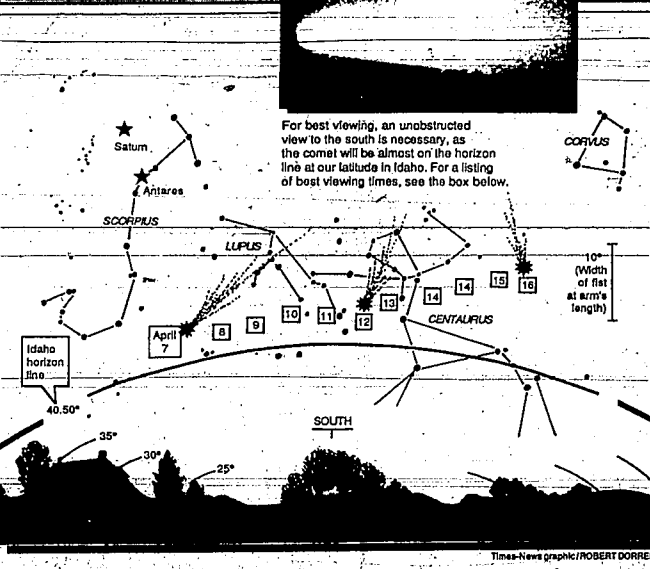 For best viewing, an unobstructed
view to the south is necessary, as
the comet will be almost on the horizon
line at our latitude in Idaho. For a listing
of best viewing times, see the box below.
CORVUS
Saturn
Antares
SCORPIUS
LUPUS
10°
(Width
of fist
at arm's
length)
16
15
14
14
13
12
11
10
9
8
April
7
CENTAURUS
Idaho
horizon
line
40.50°
SOUTH
35°
30°
25°
Times-News graphic/ROBERT DORRE